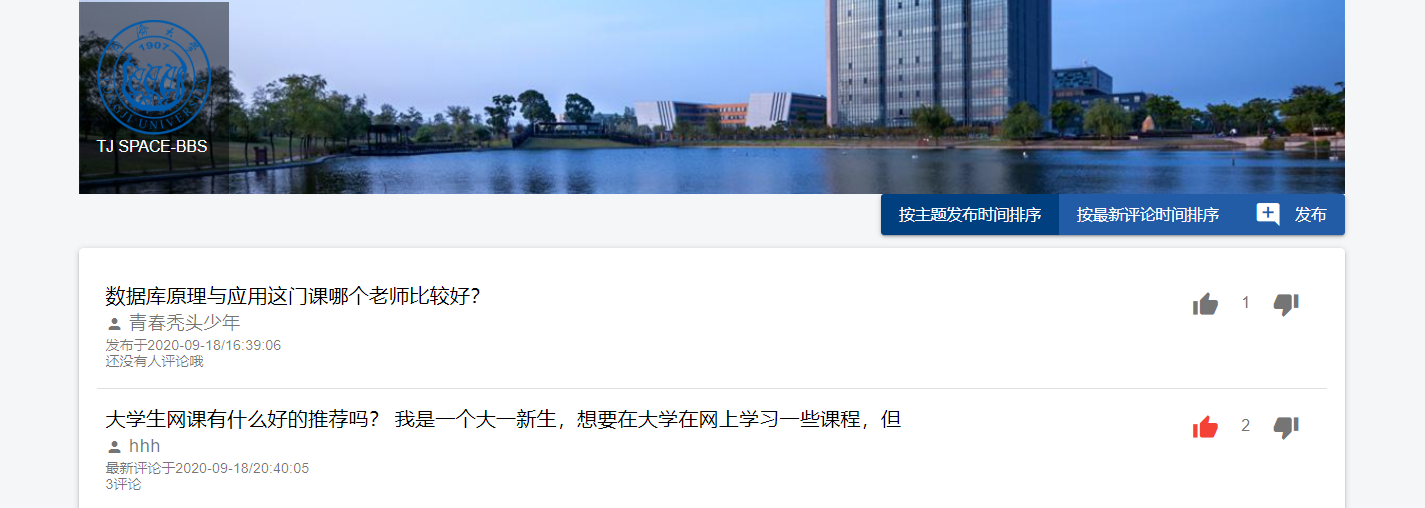 1907
TONGJI UNIVERSITY
TJ SPACE-BBS
按主题发布时间排序
按最新评论时间排序
发布
数据库原理与应用这门课哪个老师比较好？
1
青春秃头少年
发布于2020-09-18/16:39:06
还没有人评论哦
大学生网课有什么好的推荐吗？ 我是一个大一新生，想要在大学在网上学习一些课程，但
2
hhh
最新评论于2020-09-18/20:40:05
3评论